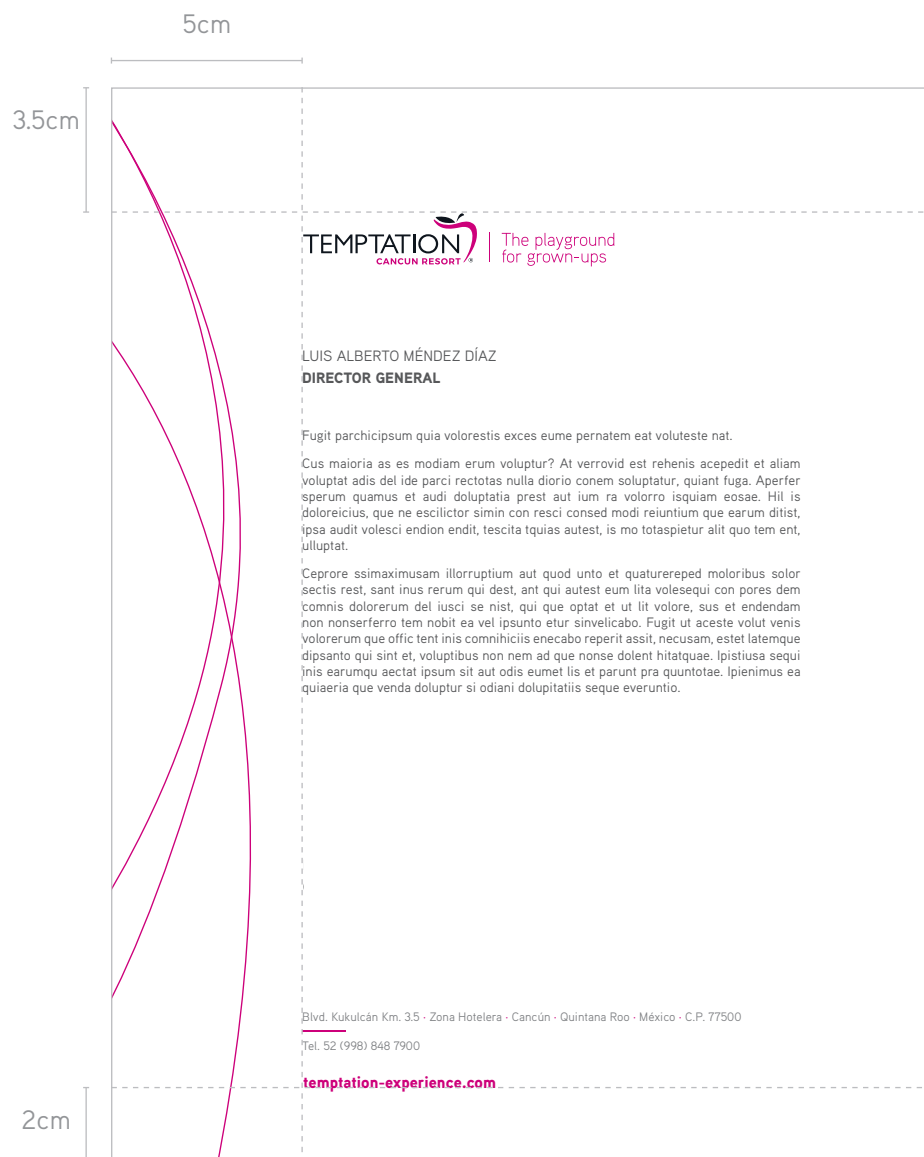 5cm
3.5cm
TEMPTATION
CANCUN RESORT ®
The playground
for grown-ups
LUIS ALBERTO MÉNDEZ DÍAZ
DIRECTOR GENERAL
Fugit parchicipsum quia volorestis exces eume pernatem eat voluteste nat.
Cus maioria as es modiam erum voluptur? At verrovid est rehenis acepedit et aliam
voluptat adis del ide parci rectotas nulla diorio conem soluptatur, quiant fuga. Aperfer
sperum quamus et audi doluptatia prest aut ium ra volorro isquiam eosae. Hil is
doloreicius, que ne escilictor simin con resci consed modi reiuntium que earum ditist,
ipsa audit volesci endion endit, tescita tquias autest, is mo totaspietur alit quo tem ent,
ulluptat.
Ceprore ssimaximusam illorruptium aut quod unto et quaturereped moloribus solor
sectis rest, sant inus rerum qui dest, ant qui autest eum lita volesequi con pores dem
comnis dolorerum del iusci se nist, qui que optat et ut lit volore, sus et endendam
non nonserferro tem nobit ea vel ipsunto etur sinvelicabo. Fugit ut aceste volut venis
volorerum que offic tent inis comnihiciis enecabo reperit assit, necusam, estet latemque
dipsanto qui sint et, voluptibus non nem ad que nonse dolent hitatquae. Ipistiusa sequi
inis earumqu aectat ipsum sit aut odis eumet lis et parunt pra quuntotae. Ipienimus ea
quiaeria que venda doluptur si odiani dolupitatiis seque everuntio.
Blvd. Kukulcán Km. 3.5 · Zona Hotelera · Cancún · Quintana Roo · México · C.P. 77500
Tel. 52 (998) 848 7900
temptation-experience.com
2cm